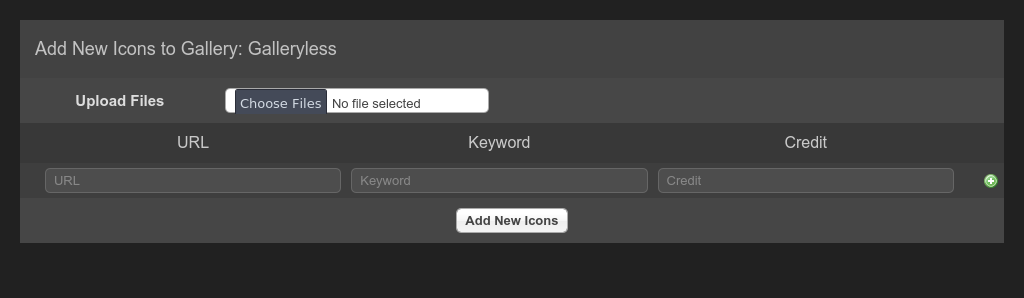 Add New Icons to Gallery: Galleryless
Upload Files Choose Files No file selected
URL Keyword Credit
URL Keyword Credit
Add New Icons